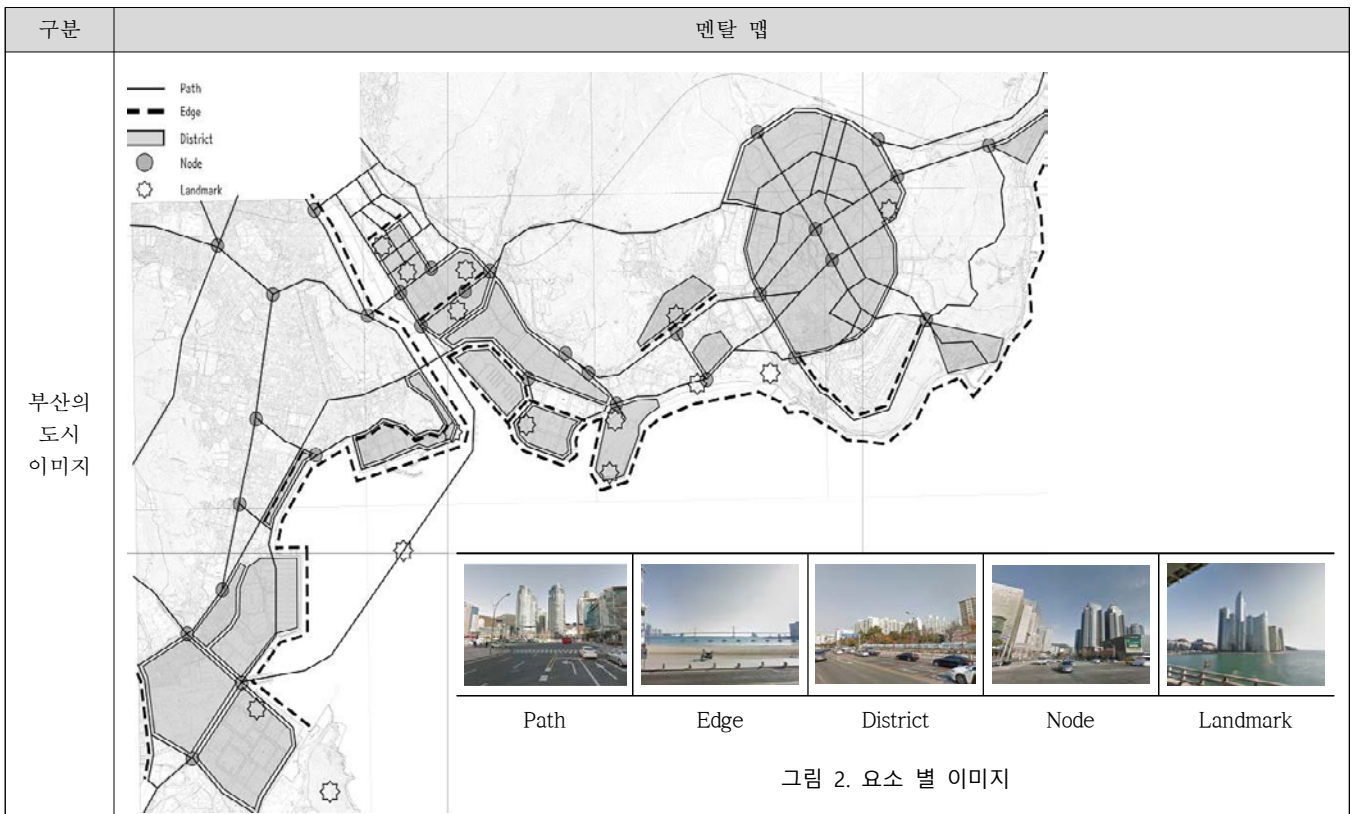 구분
멘탈 맵
Path
Edge
District
Node
Landmark
부산의
도시
이미지
Path
Edge
District
Node
Landmark
그림 2. 요소 별 이미지